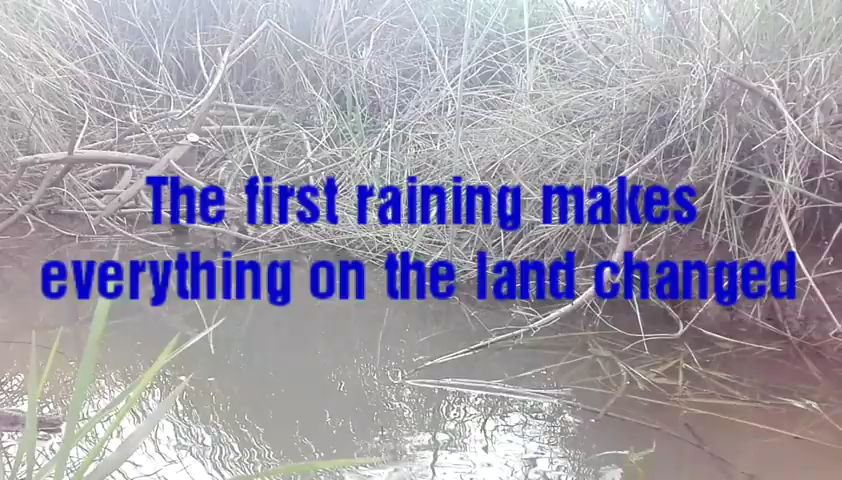 The first raining makes
everything on the land changed